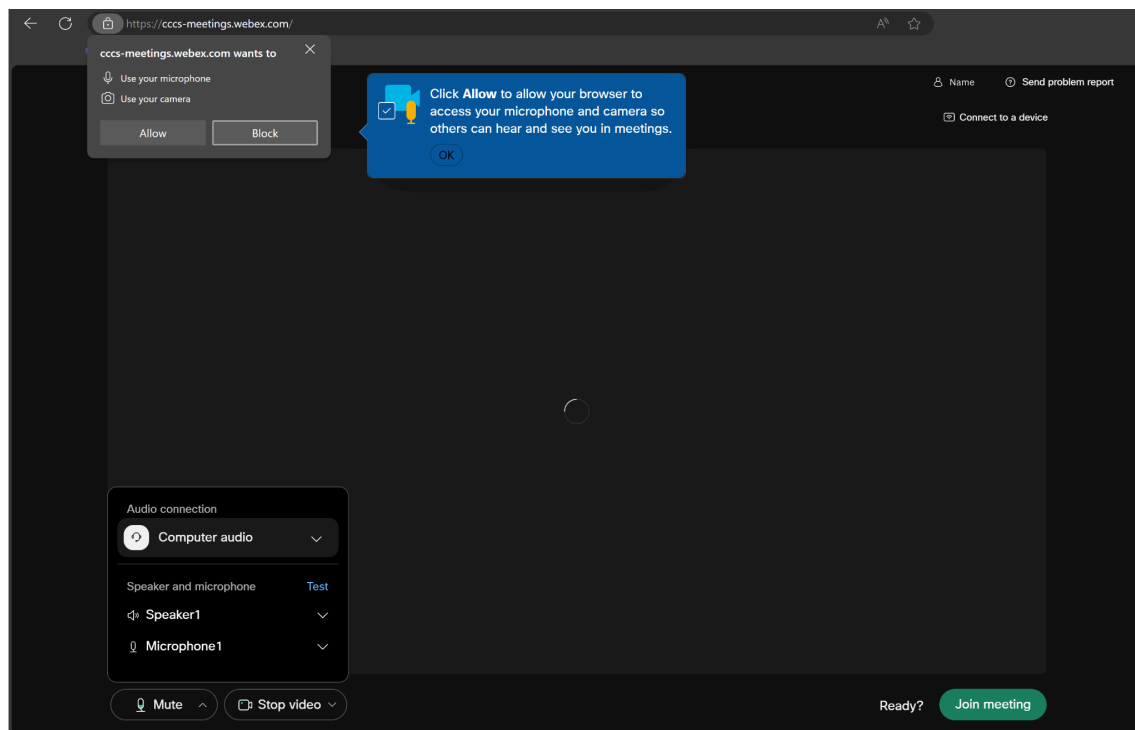 https://cccs-meetings.webex.com/
cccs-meetings.webex.com wants to
Use your microphone
Use your camera
Allow
Block
Click Allow to allow your browser to
access your microphone and camera so
others can hear and see you in meetings.
OK
Name
Send problem report
Connect to a device
Audio connection
Computer audio
Speaker and microphone
Test
Speaker1
Microphone1
Mute
Stop video
Ready?
Join meeting